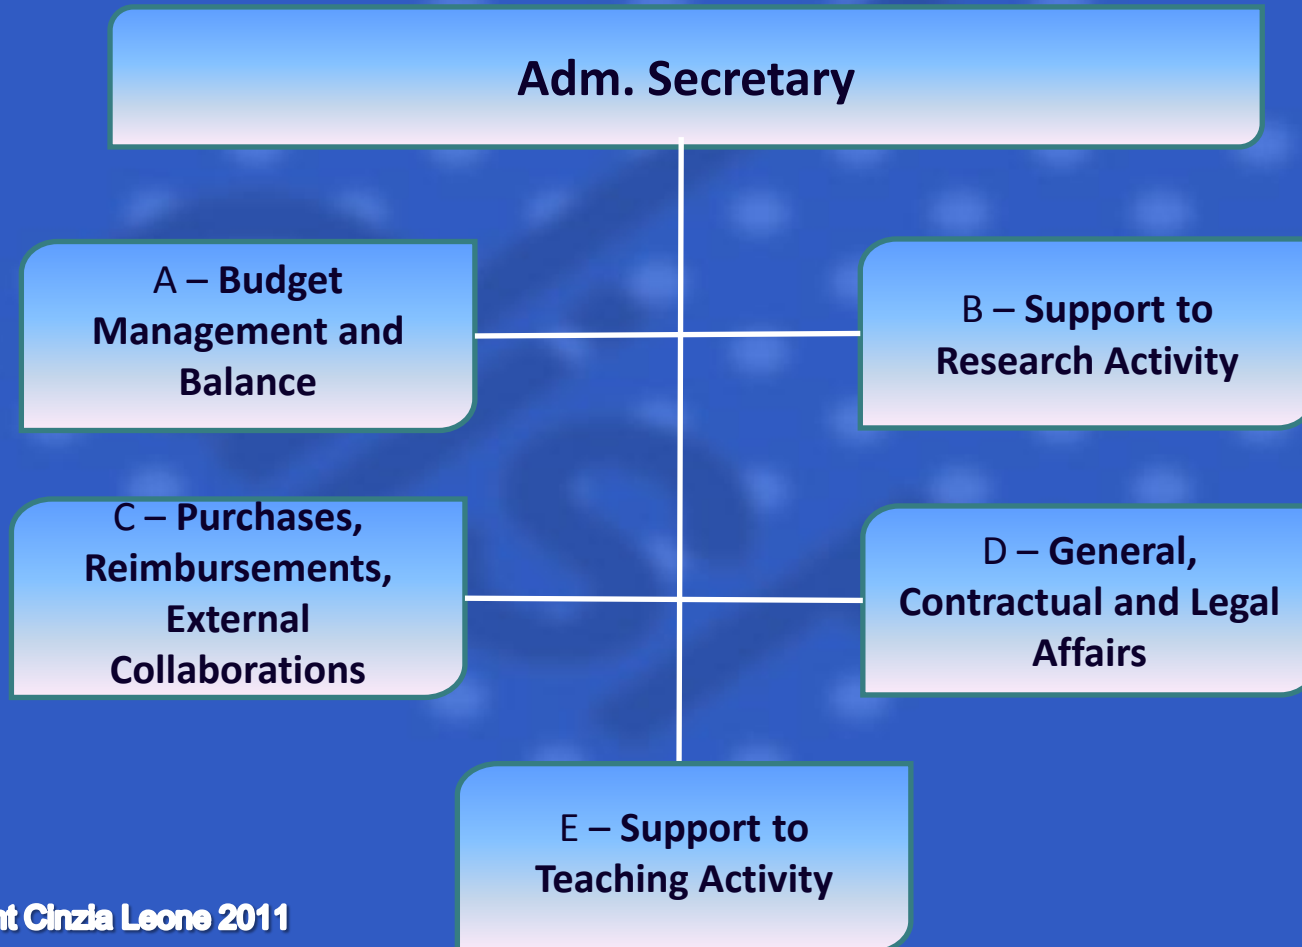 Adm. Secretary
A – Budget
Management and
Balance
B – Support to
Research Activity
C – Purchases,
Reimbursements,
External
Collaborations
D – General,
Contractual and Legal
Affairs
E – Support to
Teaching Activity
Cinzia Leone 2011